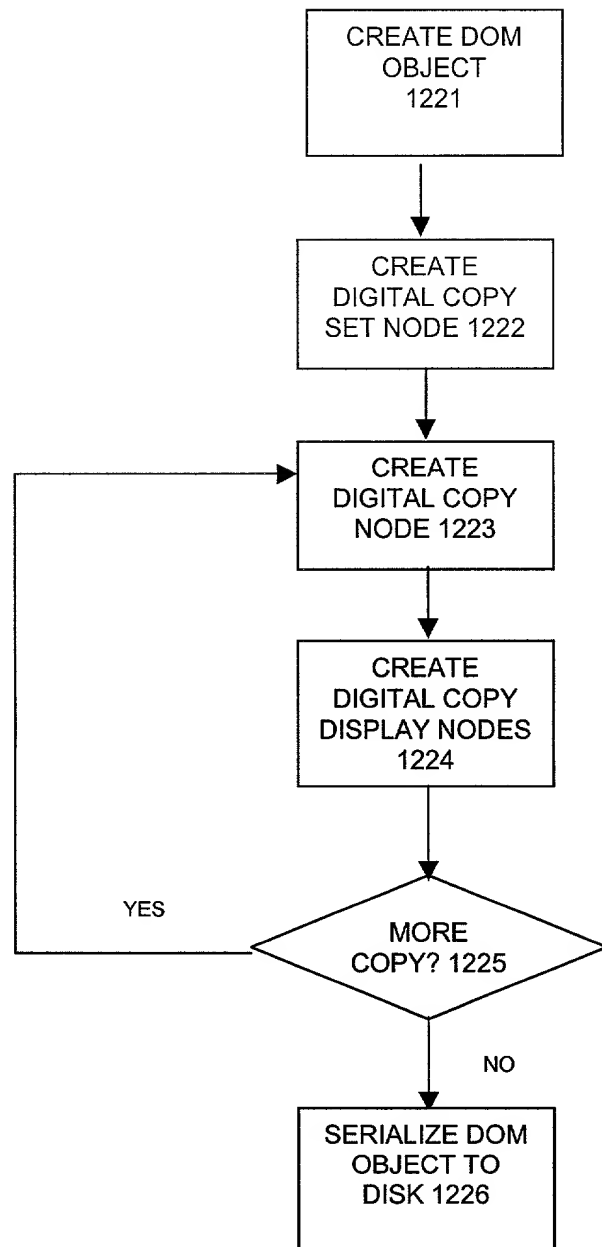 CREATE DOM
OBJECT
1221
CREATE
DIGITAL COPY
SET NODE 1222
CREATE
DIGITAL COPY
NODE 1223
CREATE
DIGITAL COPY
DISPLAY NODES
1224
YES
MORE
COPY? 1225
NO
SERIALIZE DOM
OBJECT TO
DISK 1226